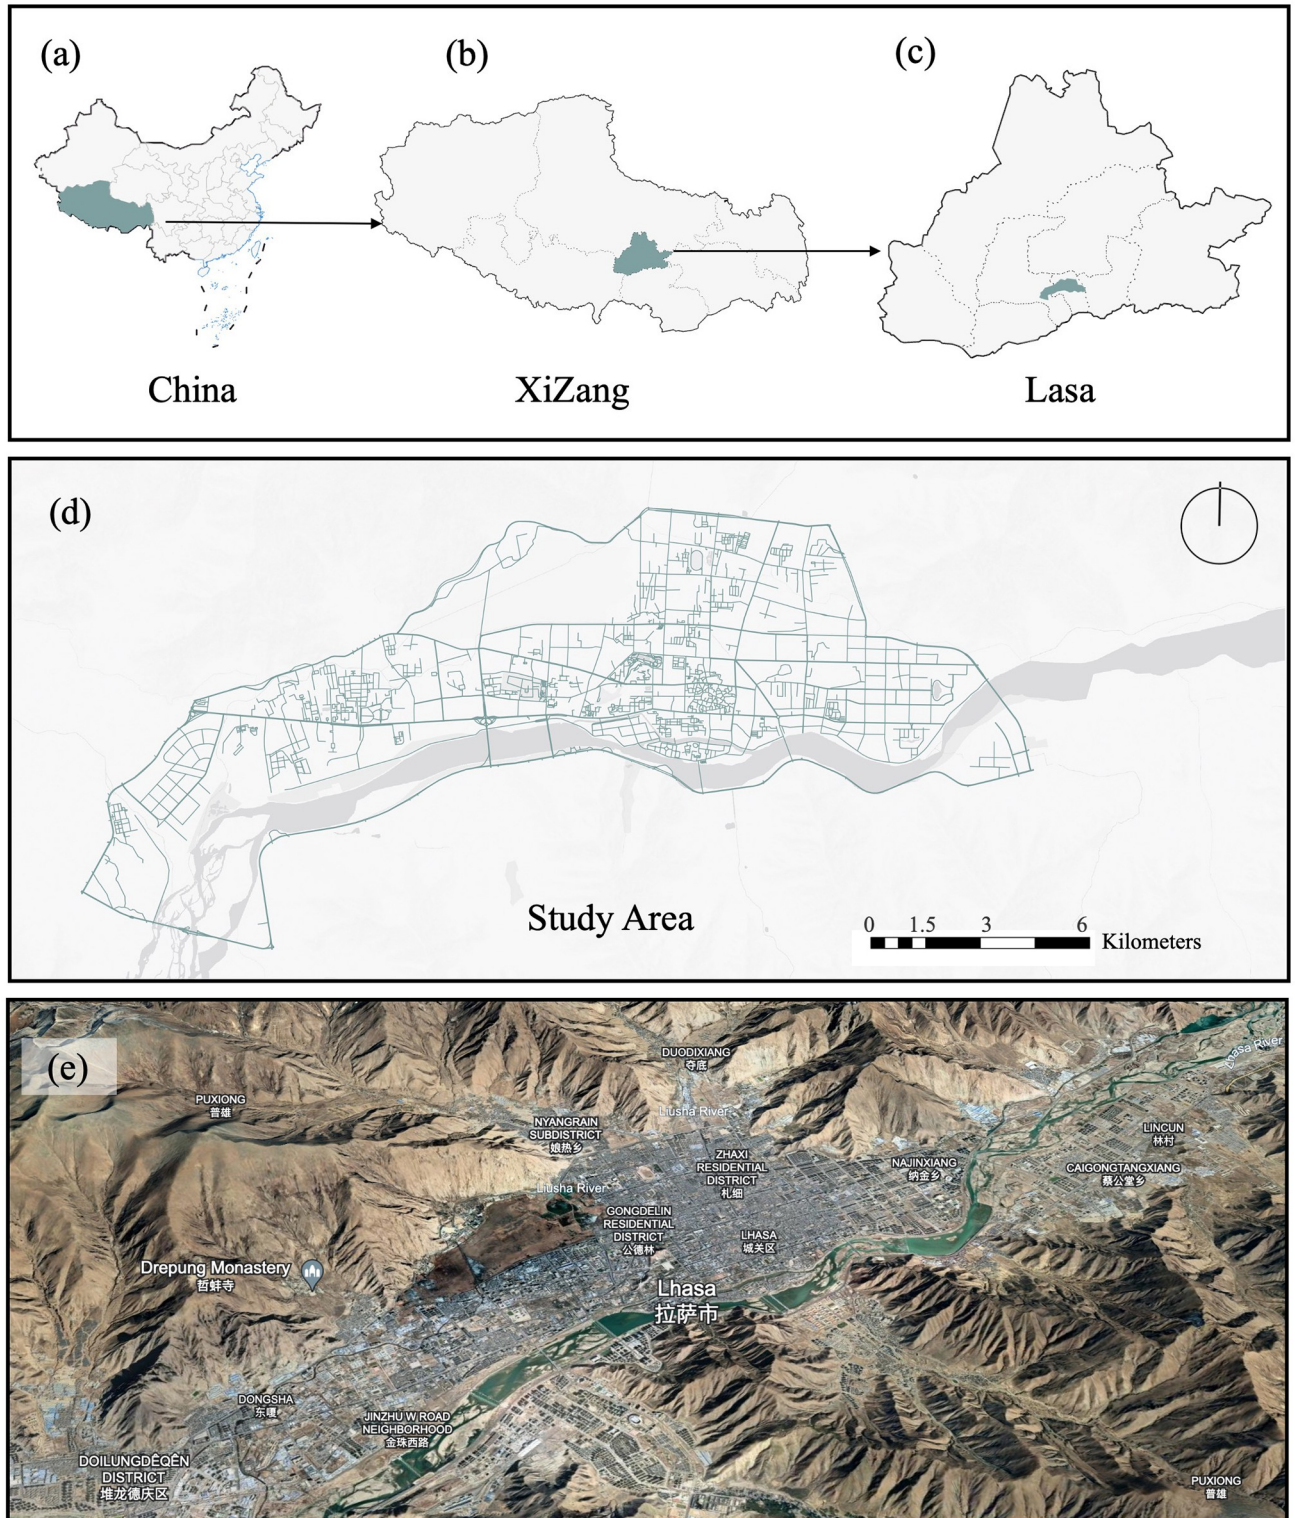 (a)
(b)
(c)
China
XiZang
Lasa
(d)
Study Area
0 1.5 3 6
Kilometers
(e)
DUODIXIANG
夺底
Lhasa River
PUXIONG
普雄
Liusha River
NYANGRAIN
SUBDISTRICT
娘热乡
LINCUN
林村
ZHAXI
RESIDENTIAL
DISTRICT
札细
NAJINXIANG
纳金乡
CAIGONGTANGXIANG
蔡公堂乡
Liusha River
GONGDELIN
RESIDENTIAL
DISTRICT
公德林
LHASA
城关区
Drepung Monastery
哲蚌寺
Lhasa
拉萨市
DONGSHA
东嘎
JINZHU W ROAD
NEIGHBORHOOD
金珠西路
DOILUNGDÊQÊN
DISTRICT
堆龙德庆区
PUXIONG
普雄